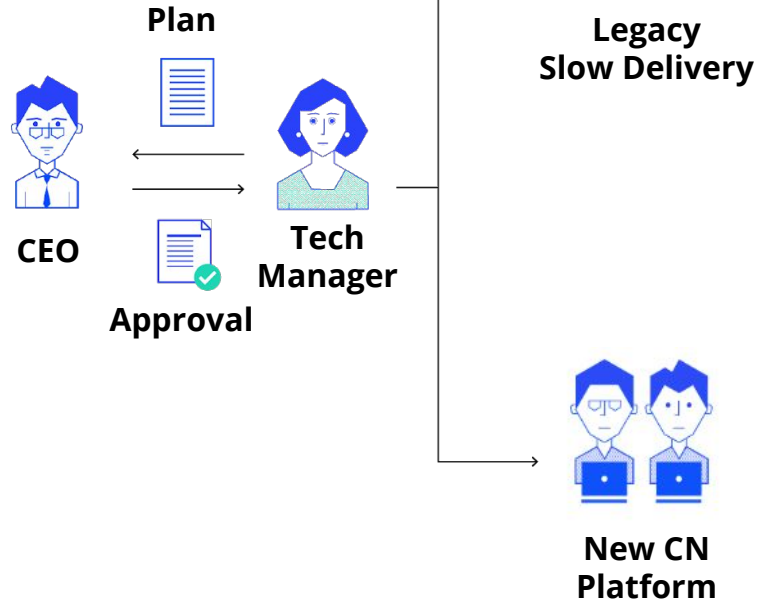 Plan
Legacy
Slow Delivery
CEO
Tech
Manager
Approval
New CN
Platform